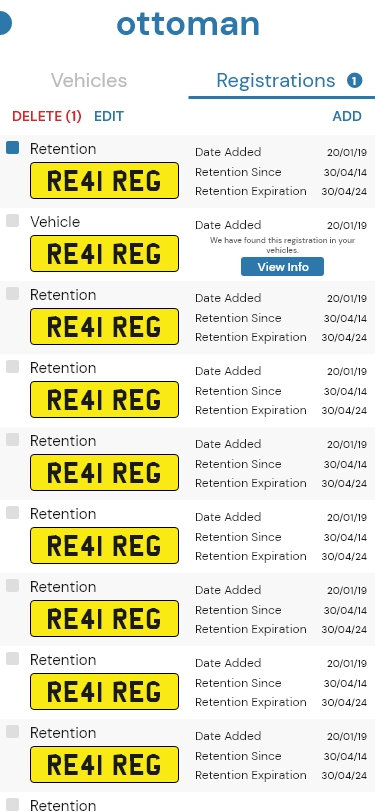 ottoman
Vehicles
Registrations 1
DELETE (1) EDIT ADD
Retention
RE41 REG
Date Added 20/01/19
Retention Since 30/04/14
Retention Expiration 30/04/24
Vehicle
RE41 REG
Date Added 20/01/19
We have found this registration in your
vehicles.
View Info
Retention
RE41 REG
Date Added 20/01/19
Retention Since 30/04/14
Retention Expiration 30/04/24
Retention
RE41 REG
Date Added 20/01/19
Retention Since 30/04/14
Retention Expiration 30/04/24
Retention
RE41 REG
Date Added 20/01/19
Retention Since 30/04/14
Retention Expiration 30/04/24
Retention
RE41 REG
Date Added 20/01/19
Retention Since 30/04/14
Retention Expiration 30/04/24
Retention
RE41 REG
Date Added 20/01/19
Retention Since 30/04/14
Retention Expiration 30/04/24
Retention
RE41 REG
Date Added 20/01/19
Retention Since 30/04/14
Retention Expiration 30/04/24
Retention
RE41 REG
Date Added 20/01/19
Retention Since 30/04/14
Retention Expiration 30/04/24
Retention